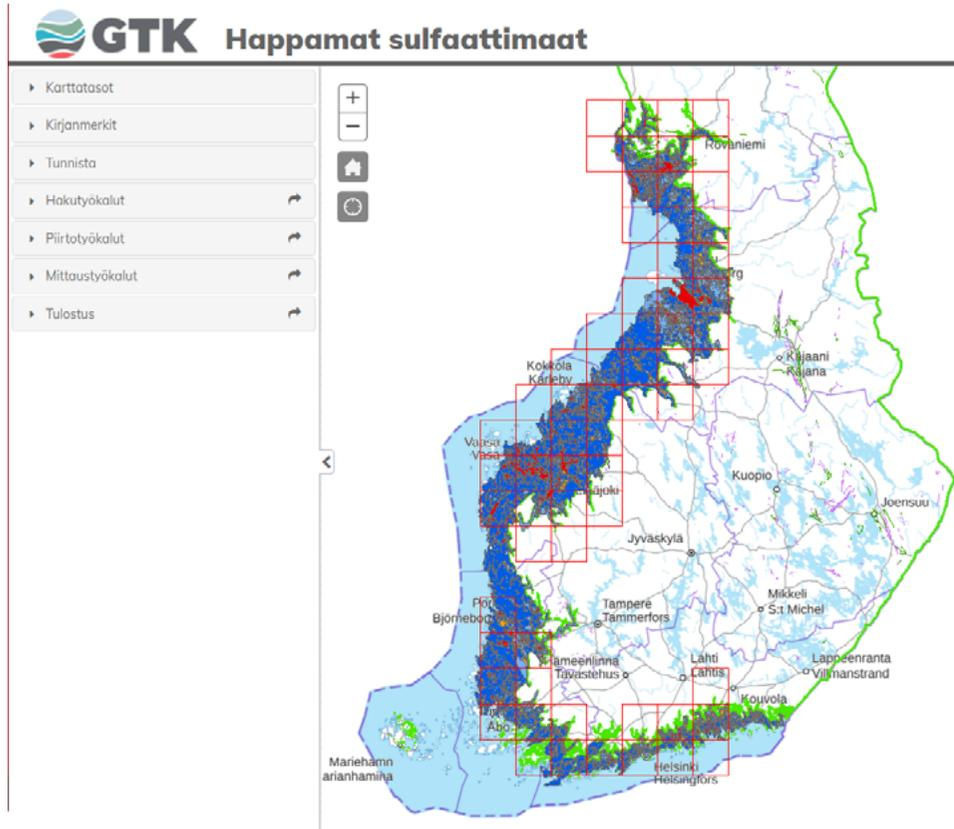 GTK Happamat sulfaattimaat
Karttatasot
Kirjanmerkit
Tunnista
Hakutyökalut
Piirtotyökalut
Mittaustyökalut
Tulostus
+
−
Rovaniemi
Kokkola
Karleby
Kajaani
Kajana
Vaasa
Vasa
Kuopio
Joensuu
Jyväskylä
Mikkeli
S:t Michel
Tampere
Tammerfors
Lahti
Lahtis
Lappeenranta
Villmanstrand
Tavastehus
Kouvola
Åbo
Mariehamn
arianhamina
Helsinki
Helsingfors